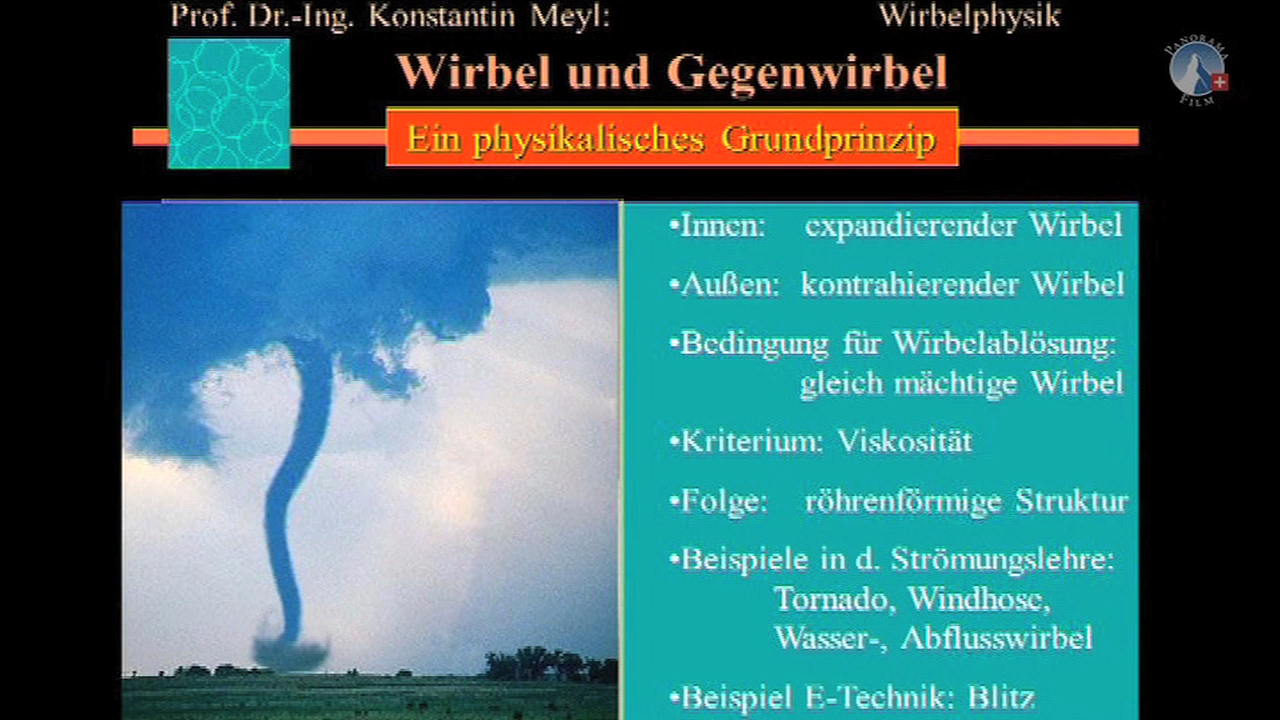 Prof. Dr.-Ing. Konstantin Meyl:
Wirbelphysik
PANORAMA
FILM
Wirbel und Gegenwirbel
Ein physikalisches Grundprinzip
•Innen: expandierender Wirbel
•Außen: kontrahierender Wirbel
•Bedingung für Wirbelablösung:
gleich mächtige Wirbel
•Kriterium: Viskosität
•Folge: röhrenförmige Struktur
•Beispiele in d. Strömungslehre:
Tornado, Windhose,
Wasser-, Abflusswirbel
•Beispiel E-Technik: Blitz